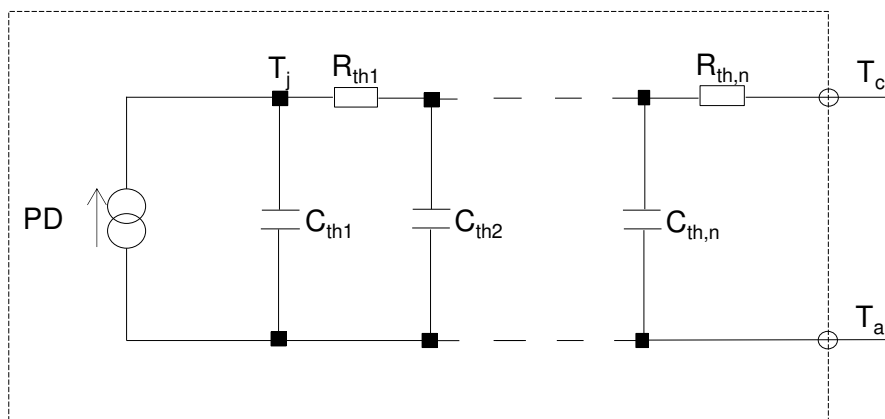 T_j
R_th1
R_th,n
T_c
PD
C_th1
C_th2
C_th,n
T_a